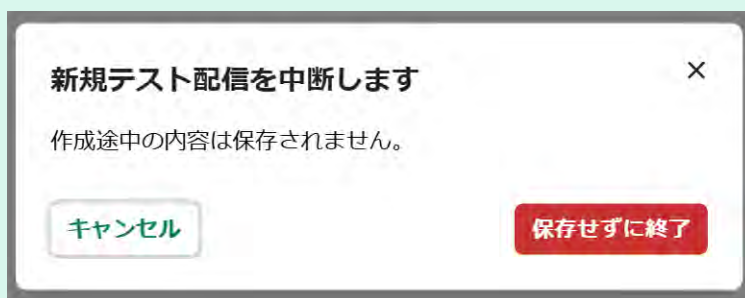 新規テスト配信を中断します
作成途中の内容は保存されません。
キャンセル
保存せずに終了